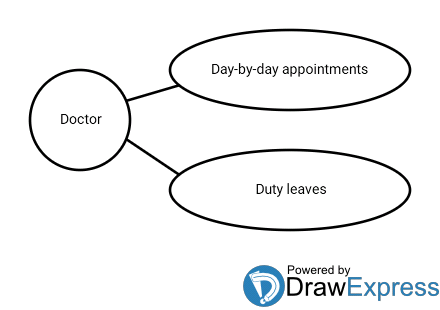 Day-by-day appointments
Doctor
Duty leaves
Powered by
DrawExpress